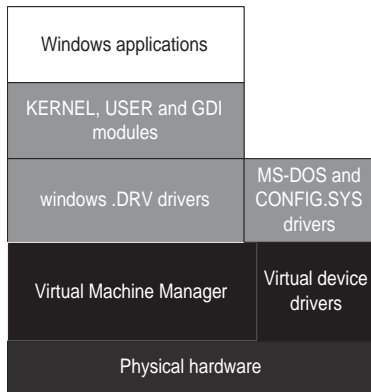 Windows applications
KERNEL, USER and GDI
modules
windows .DRV drivers
MS-DOS and
CONFIG.SYS
drivers
Virtual Machine Manager
Virtual device
drivers
Physical hardware